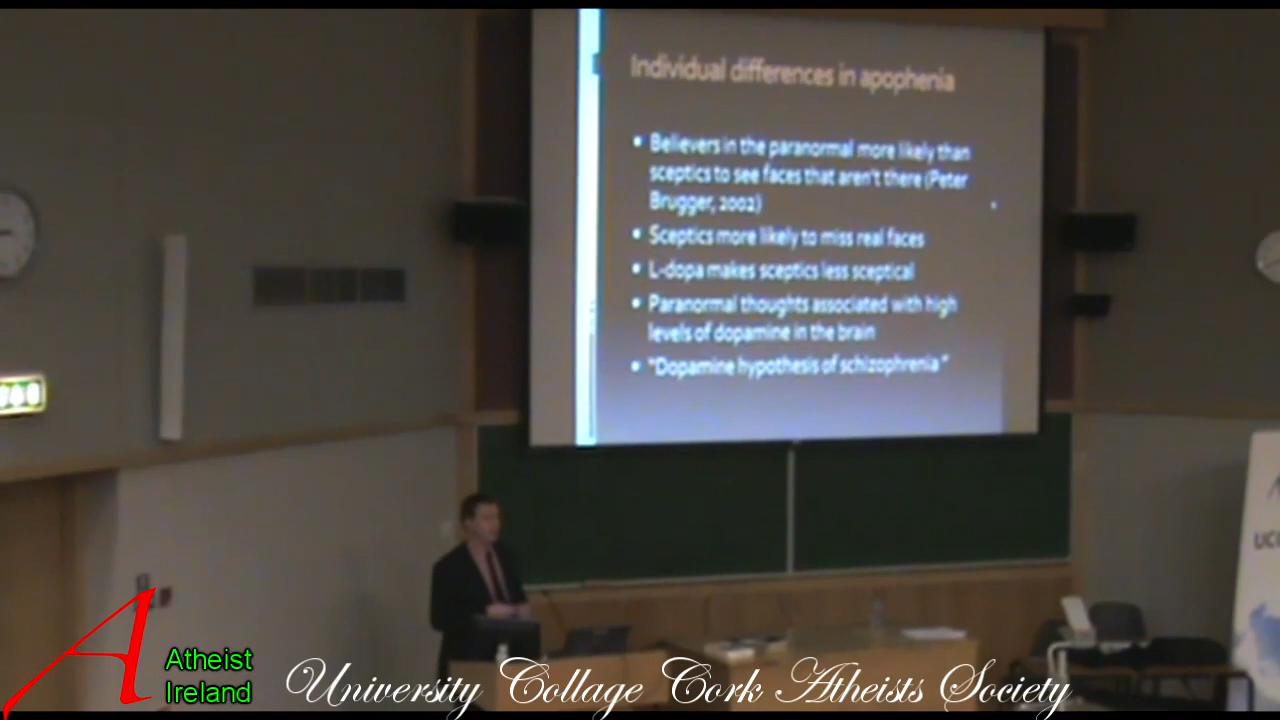 Individual differences in apophenia
• Believers in the paranormal more likely than
sceptics to see faces that aren't there (Peter
Brugger, 2002)
• Sceptics more likely to miss real faces
• L-dopa makes sceptics less sceptical
• Paranormal thoughts associated with high
levels of dopamine in the brain
• "Dopamine hypothesis of schizophrenia"
UC
A Atheist
Ireland
University Collage Cork Atheists Society